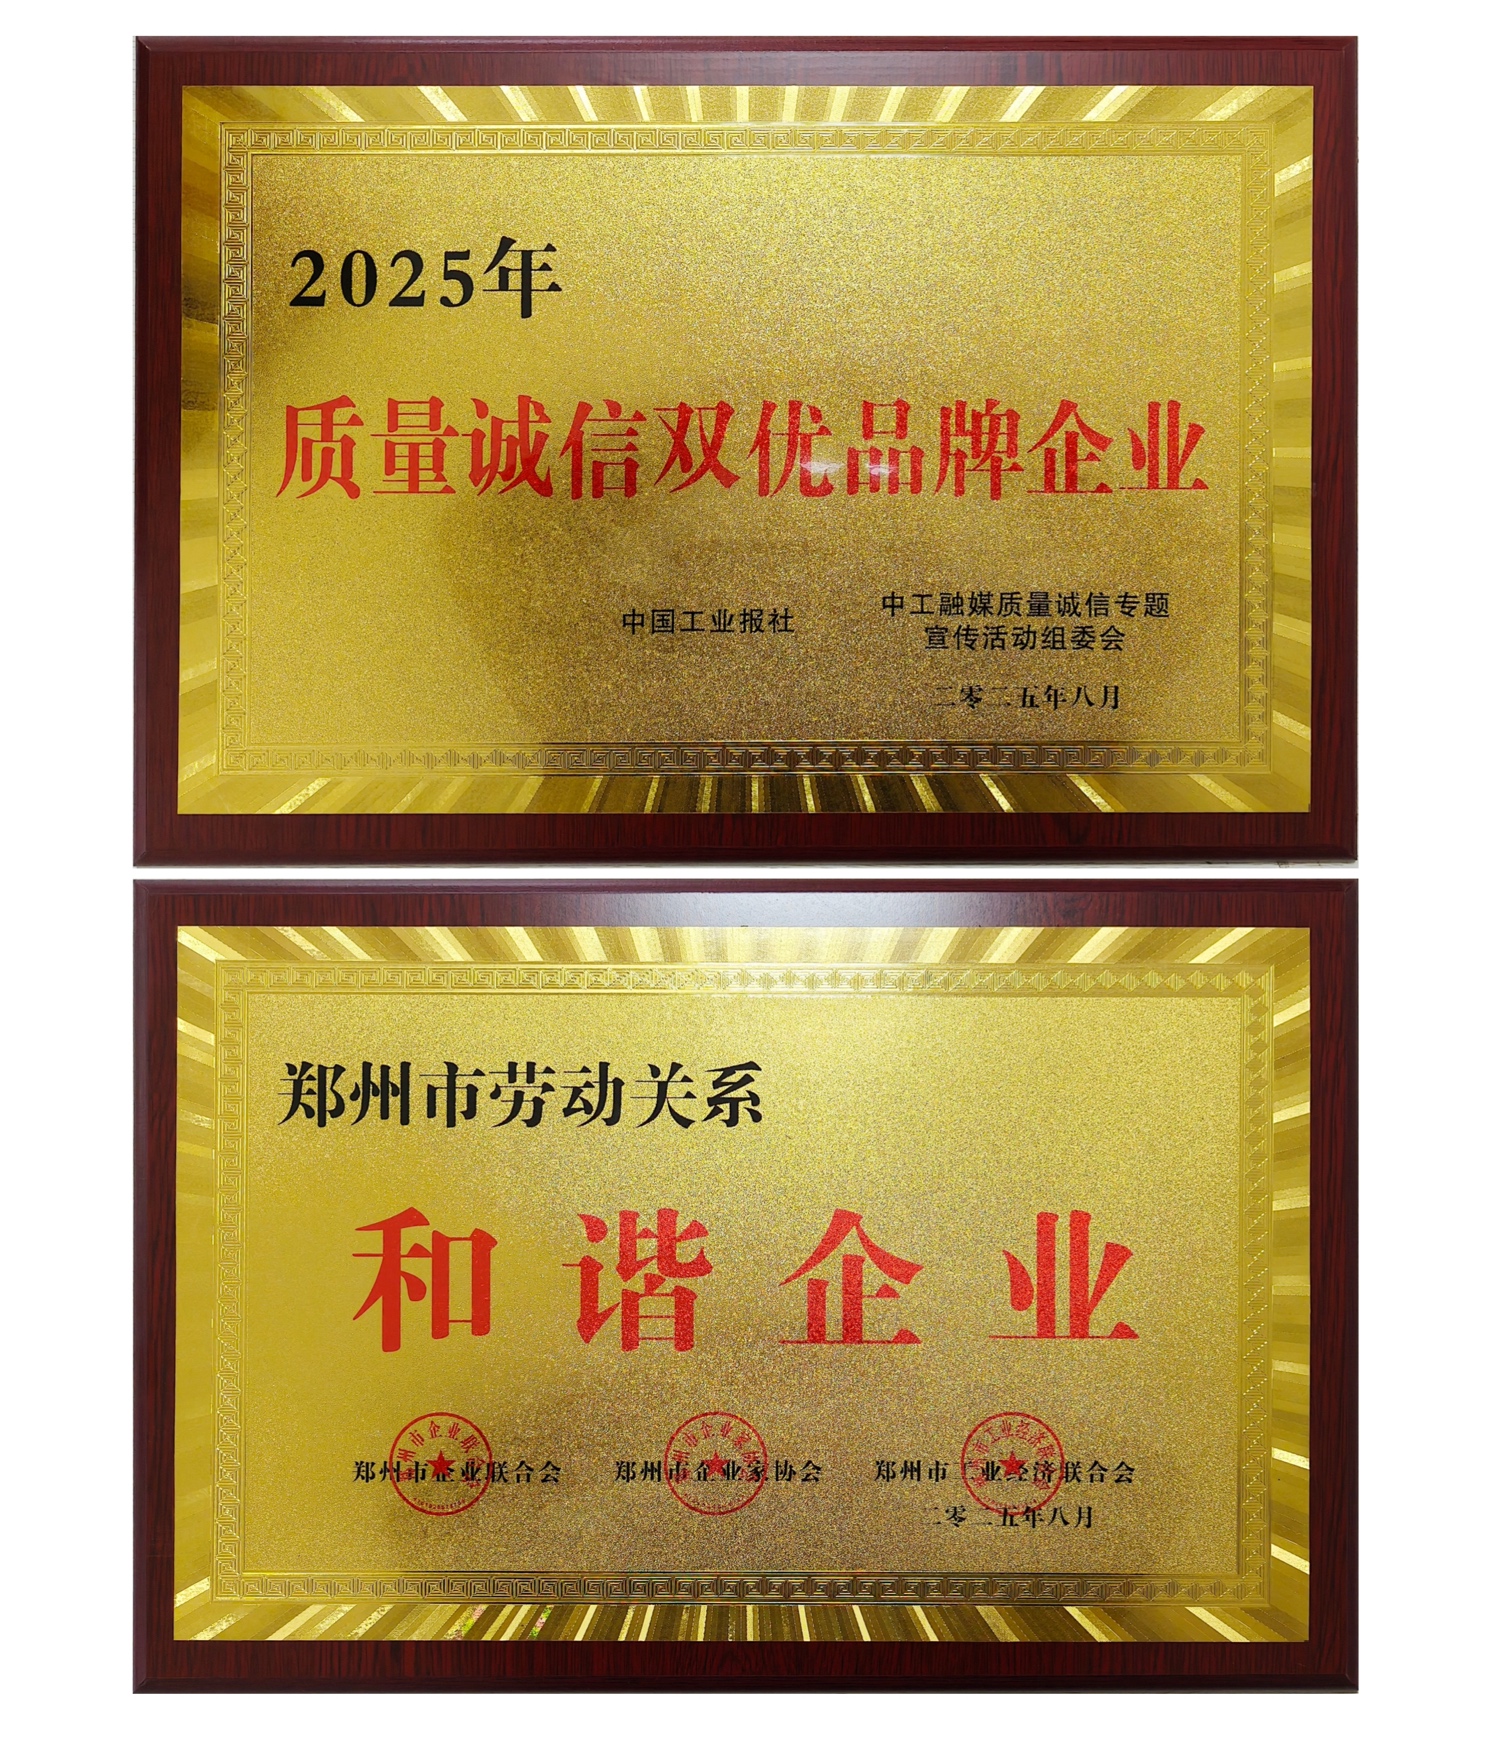 2025年
质量诚信双优品牌企业
中国工业报社
中工融媒质量诚信专题
宣传活动组委会
二零二五年八月
郑州市劳动关系
和谐企业
郑州市企业联合会
郑州市企业家协会
郑州市工业经济联合会
二零二五年八月